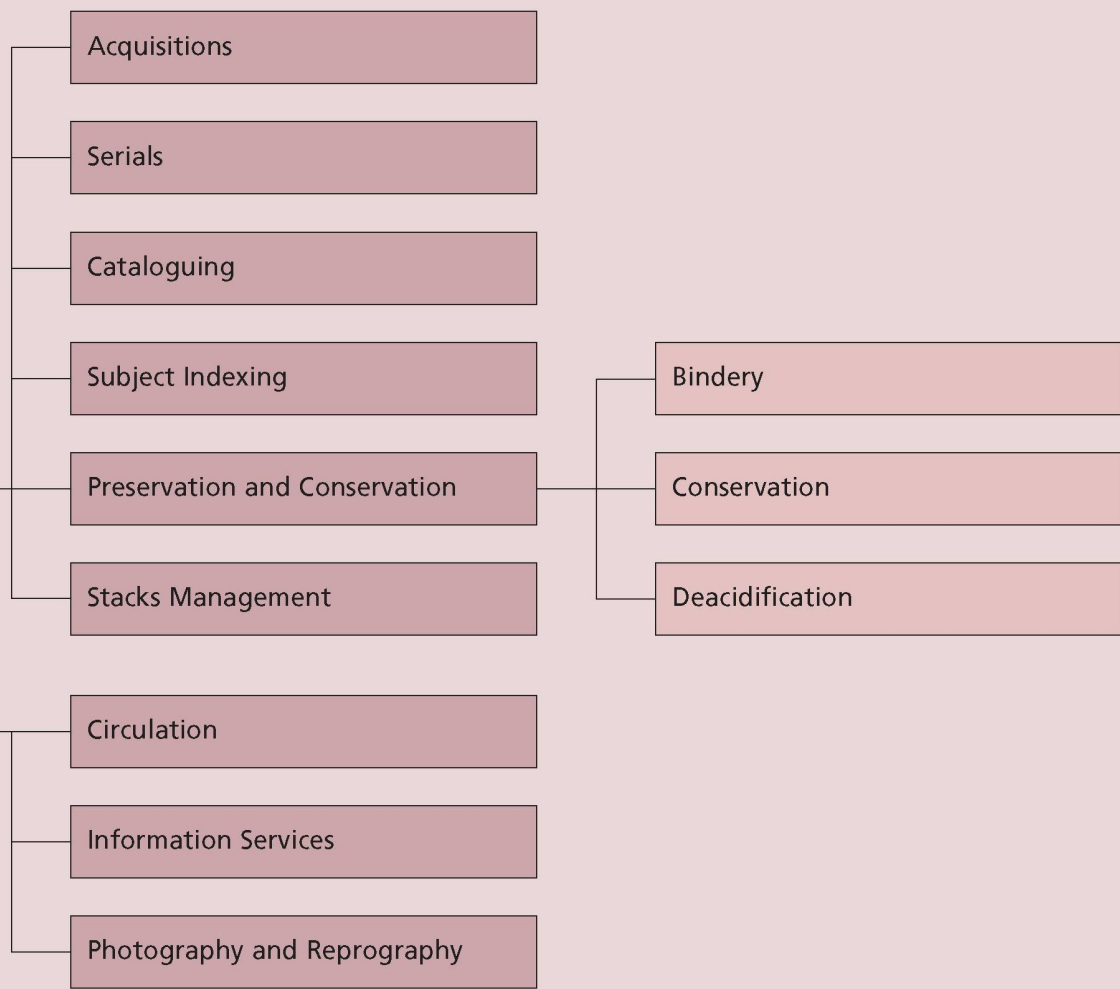 Acquisitions
Serials
Cataloguing
Subject Indexing
Preservation and Conservation
Stacks Management
Bindery
Conservation
Deacidification
Circulation
Information Services
Photography and Reprography